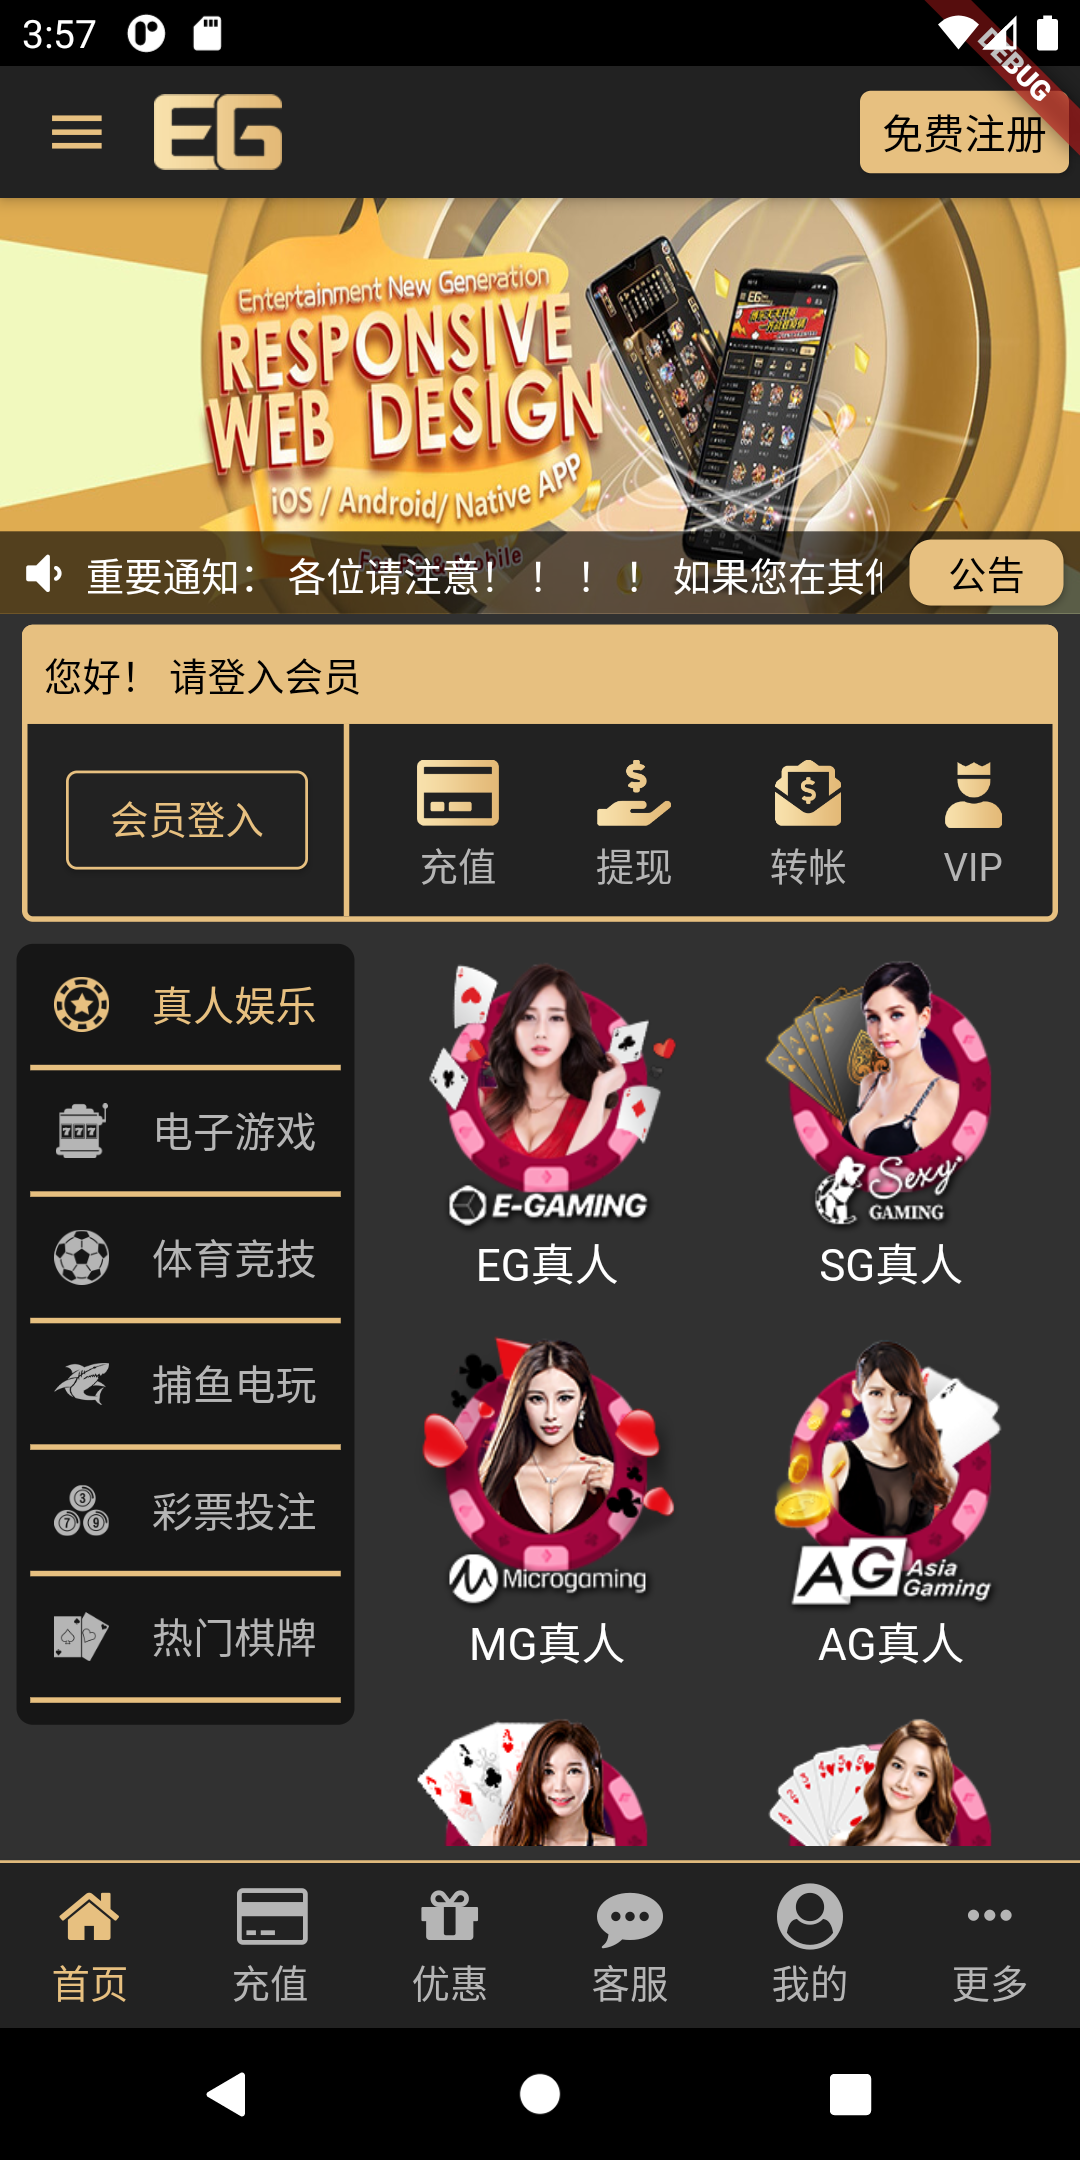 3:57
DEBUG
EG
免费注册
Entertainment New Generation
RESPONSIVE
WEB DESIGN
iOS / Android/ Native APP
For PC & Mobile
重要通知： 各位请注意！ ！ ！ ！ 如果您在其他
公告
您好！ 请登入会员
会员登入
充值
提现
转帐
VIP
真人娱乐
电子游戏
体育竞技
捕鱼电玩
彩票投注
热门棋牌
E-GAMING
EG真人
Sexy
GAMING
SG真人
Microgaming
MG真人
AG Asia Gaming
AG真人
首页
充值
优惠
客服
我的
更多